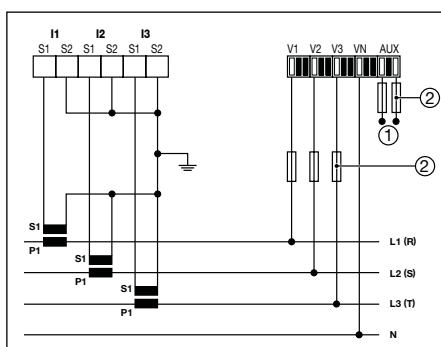 I1 I2 I3
S1 S2 S1 S2 S1 S2
V1 V2 V3 VN AUX
2
1
2
S1
P1
L1 (R)
S1
P1
L2 (S)
S1
P1
L3 (T)
N